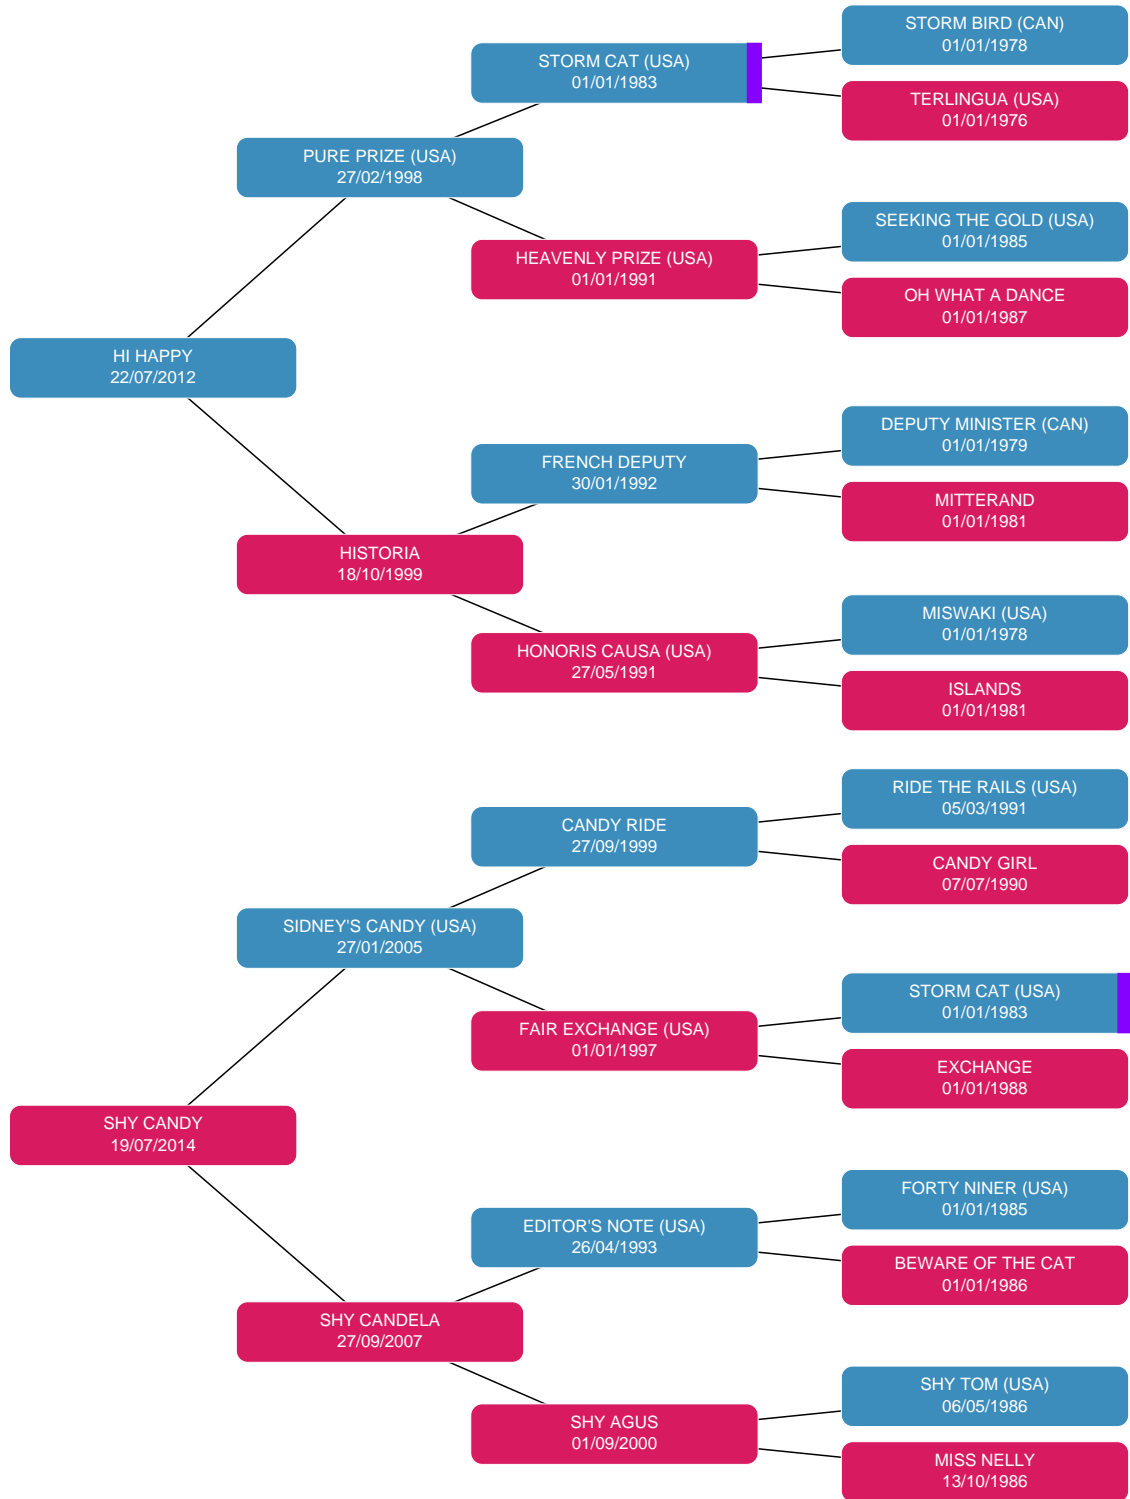 STORM BIRD (CAN)
01/01/1978
STORM CAT (USA)
01/01/1983
TERLINGUA (USA)
01/01/1976
PURE PRIZE (USA)
27/02/1998
SEEKING THE GOLD (USA)
01/01/1985
HEAVENLY PRIZE (USA)
01/01/1991
OH WHAT A DANCE
01/01/1987
HI HAPPY
22/07/2012
DEPUTY MINISTER (CAN)
01/01/1979
FRENCH DEPUTY
30/01/1992
MITTERAND
01/01/1981
HISTORIA
18/10/1999
MISWAKI (USA)
01/01/1978
HONORIS CAUSA (USA)
27/05/1991
ISLANDS
01/01/1981
RIDE THE RAILS (USA)
05/03/1991
CANDY RIDE
27/09/1999
CANDY GIRL
07/07/1990
SIDNEY'S CANDY (USA)
27/01/2005
STORM CAT (USA)
01/01/1983
FAIR EXCHANGE (USA)
01/01/1997
EXCHANGE
01/01/1988
SHY CANDY
19/07/2014
FORTY NINER (USA)
01/01/1985
EDITOR'S NOTE (USA)
26/04/1993
BEWARE OF THE CAT
01/01/1986
SHY CANDELA
27/09/2007
SHY TOM (USA)
06/05/1986
SHY AGUS
01/09/2000
MISS NELLY
13/10/1986